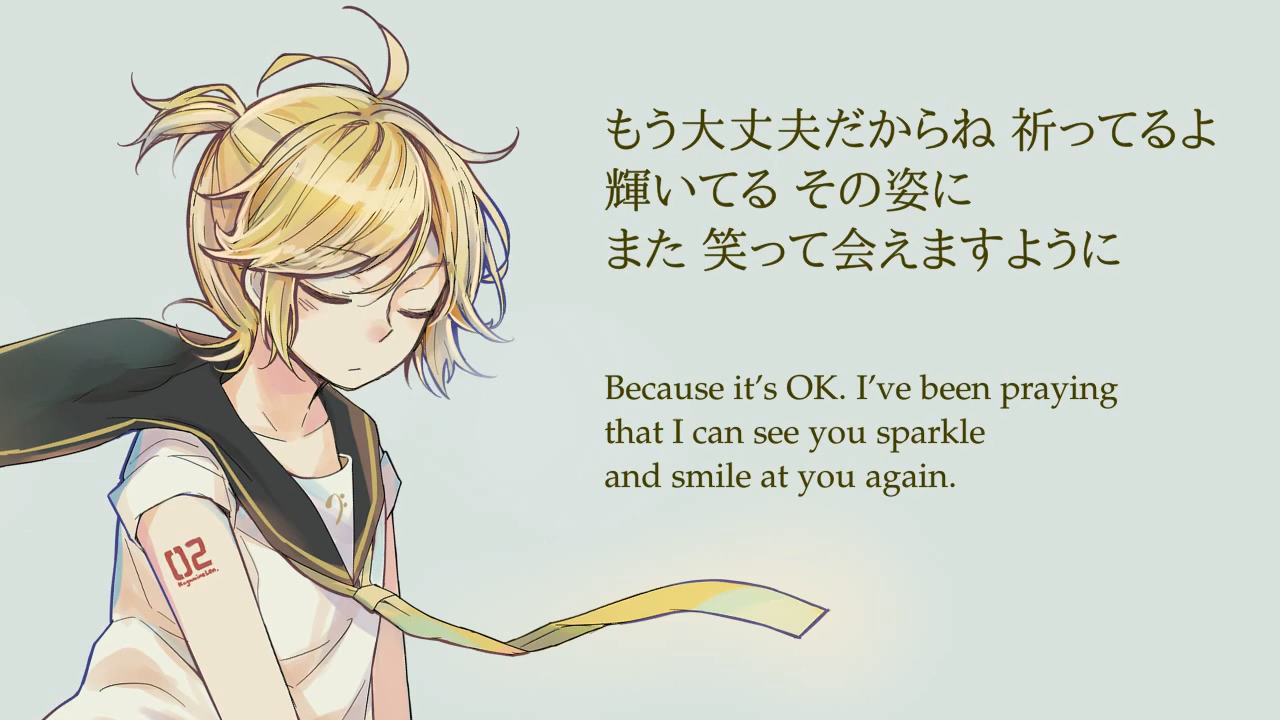 もう大丈夫だからね 祈ってるよ
輝いてる その姿に
また 笑って会えますように
Because it’s OK. I’ve been praying
that I can see you sparkle
and smile at you again.
02
Kagamine Len.